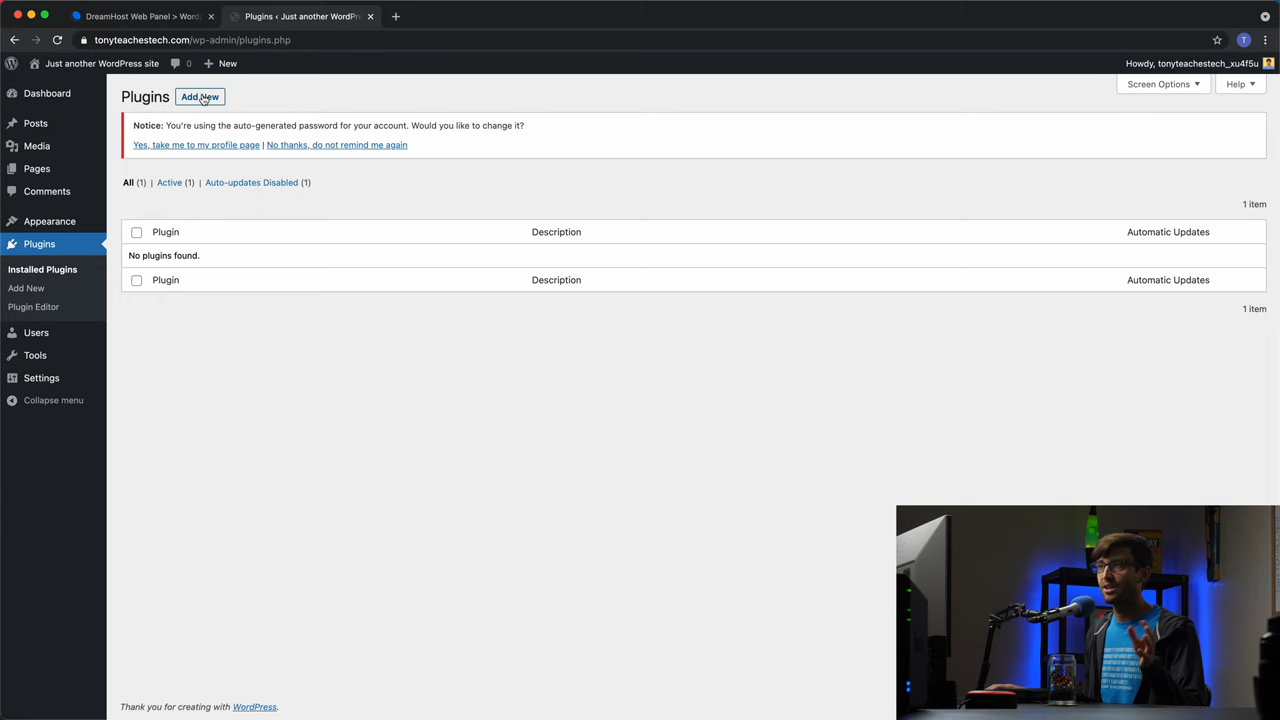 DreamHost Web Panel > Word
Plugins ‹ Just another WordPre
tonyteachestech.com/wp-admin/plugins.php
T
Just another WordPress site
0
New
Howdy, tonyteachestech_xu4f5u
Screen Options
Help
Dashboard
Posts
Media
Pages
Comments
Appearance
Plugins
Installed Plugins
Add New
Plugin Editor
Users
Tools
Settings
Collapse menu
Plugins
Add New
Notice: You're using the auto-generated password for your account. Would you like to change it?
Yes, take me to my profile page | No thanks, do not remind me again
All (1) | Active (1) | Auto-updates Disabled (1)
1 item
Plugin Description Automatic Updates
No plugins found.
Plugin Description Automatic Updates
1 item
Thank you for creating with WordPress.